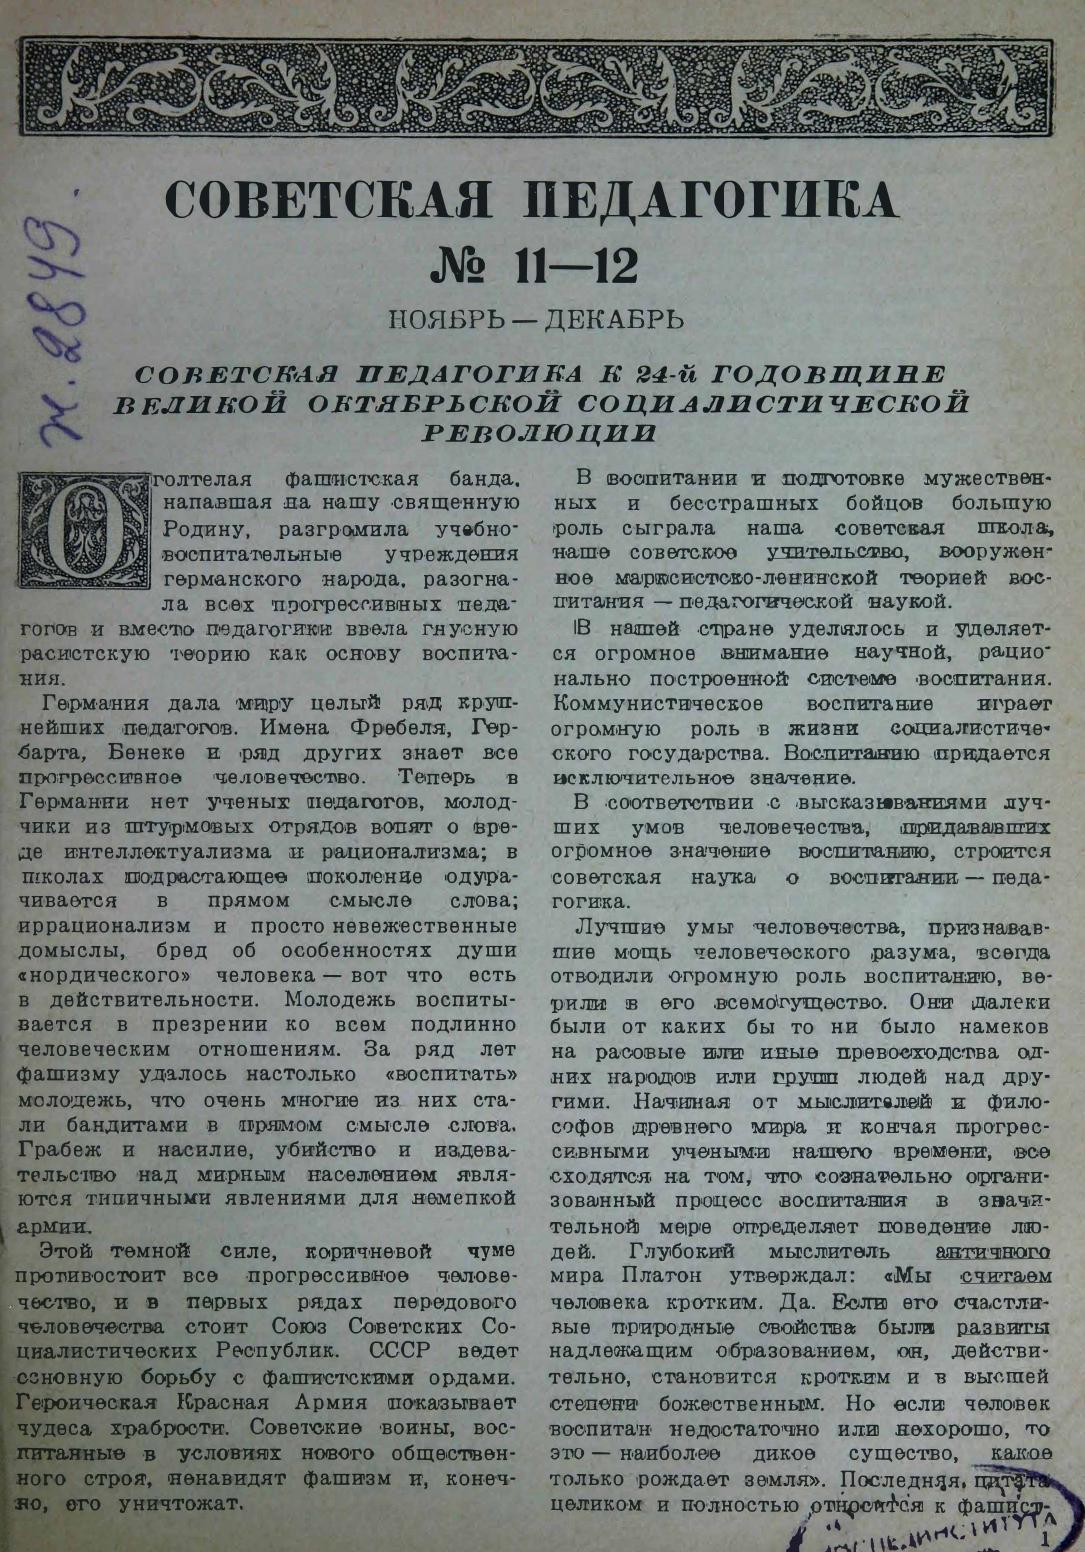 СОВЕТСКАЯ ПЕДАГОГИКА
№ 11—12
НОЯБРЬ — ДЕКАБРЬ
СОВЕТСКАЯ ПЕДАГОГИКА К 24-й ГОДОВЩИНЕ
ВЕЛИКОЙ ОКТЯБРЬСКОЙ СОЦИАЛИСТИЧЕСКОЙ
РЕВОЛЮЦИИ
ж. 2849
Оголтелая фашистская банда,
напавшая на нашу священную
Родину, разгромила учебно-
воспитательные учреждения
германского народа, разогна-
ла всех прогрессивных педа-
гогов и вместо педагогики ввела гнусную
расистскую теорию как основу воспита-
ния.
Германия дала миру целый ряд круп-
нейших педагогов. Имена Фребеля, Гер-
барта, Бенеке и ряд других знает все
прогрессивное человечество. Теперь в
Германии нет ученых педагогов, молод-
чики из штурмовых отрядов вопят о вре-
де интеллектуализма и рационализма; в
школах подрастающее поколение одура-
чивается в прямом смысле слова;
иррационализм и просто невежественные
домыслы, бред об особенностях души
«нордического» человека — вот что есть
в действительности. Молодежь воспиты-
вается в презрении ко всем подлинно
человеческим отношениям. За ряд лет
фашизму удалось настолько «воспитать»
молодежь, что очень многие из них ста-
ли бандитами в прямом смысле слова.
Грабеж и насилие, убийство и издева-
тельство над мирным населением явля-
ются типичными явлениями для немецкой
армии.
Этой темной силе, коричневой чуме
противостоит все прогрессивное челове-
чество, и в первых рядах передового
человечества стоит Союз Советских Со-
циалистических Республик. СССР ведет
основную борьбу с фашистскими ордами.
Героическая Красная Армия показывает
чудеса храбрости. Советские воины, вос-
питанные в условиях нового обществен-
ного строя, ненавидят фашизм и, конеч-
но, его уничтожат.
В воспитании и подготовке мужествен-
ных и бесстрашных бойцов большую
роль сыграла наша советская школа,
наше советское учительство, вооружен-
ное марксистско-ленинской теорией вос-
питания — педагогической наукой.
В нашей стране уделялось и уделяет-
ся огромное внимание научной, рацио-
нально построенной системе воспитания.
Коммунистическое воспитание играет
огромную роль в жизни социалистиче-
ского государства. Воспитанию придается
исключительное значение.
В соответствии с высказываниями луч-
ших умов человечества, придававших
огромное значение воспитанию, строится
советская наука о воспитании — педа-
гогика.
Лучшие умы человечества, признавав-
шие мощь человеческого разума, всегда
отводили огромную роль воспитанию, ве-
рили в его всемогущество. Они далеки
были от каких бы то ни было намеков
на расовые или иные превосходства од-
них народов или групп людей над дру-
гими. Начиная от мыслителей и фило-
софов древнего мира и кончая прогрес-
сивными учеными нашего времени, все
сходятся на том, что сознательно органи-
зованный процесс воспитания в значи-
тельной мере определяет поведение лю-
дей. Глубокий мыслитель античного
мира Платон утверждал: «Мы считаем
человека кротким. Да. Если его счастли-
вые природные свойства были развиты
надлежащим образованием, он, действи-
тельно, становится кротким и в высшей
степени божественным. Но если человек
воспитан недостаточно или нехорошо, то
это — наиболее дикое существо, какое
только рождает земля». Последняя цитата
целиком и полностью относится к фашист-
1